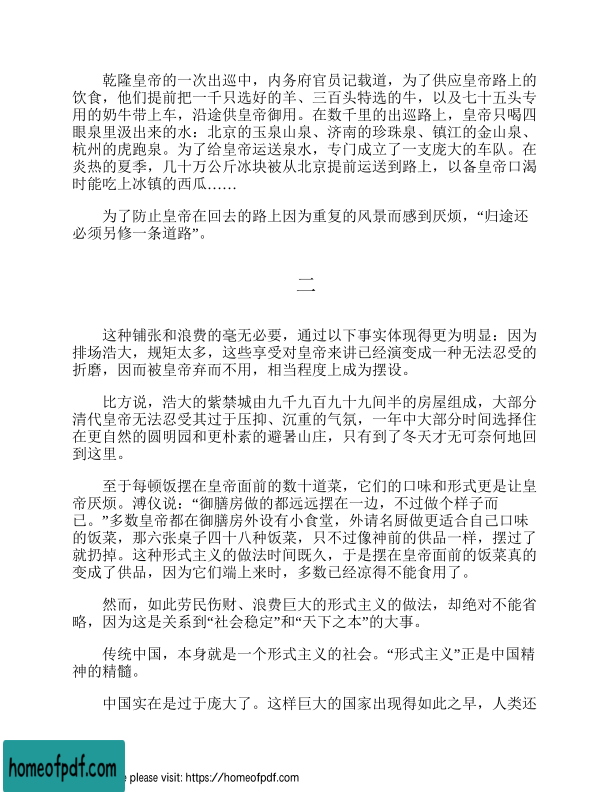 乾隆皇帝的一次出巡中，内务府官员记载道，为了供应皇帝路上的
饮食，他们提前把一千只选好的羊、三百头特选的牛，以及七十五头专
用的奶牛带上车，沿途供皇帝御用。在数千里的出巡路上，皇帝只喝四
眼泉里汲出来的水：北京的玉泉山泉、济南的珍珠泉、镇江的金山泉、
杭州的虎跑泉。为了给皇帝运送泉水，专门成立了一支庞大的车队。在
炎热的夏季，几十万公斤冰块被从北京提前运送到路上，以备皇帝口渴
时能吃上冰镇的西瓜……
为了防止皇帝在回去的路上因为重复的风景而感到厌烦，“归途还
必须另修一条道路”。
二
这种铺张和浪费的毫无必要，通过以下事实体现得更为明显：因为
排场浩大，规矩太多，这些享受对皇帝来讲已经演变成一种无法忍受的
折磨，因而被皇帝弃而不用，相当程度上成为摆设。
比方说，浩大的紫禁城由九千九百九十九间半的房屋组成，大部分
清代皇帝无法忍受其过于压抑、沉重的气氛，一年中大部分时间选择住
在更自然的圆明园和更朴素的避暑山庄，只有到了冬天才无可奈何地回
到这里。
至于每顿饭摆在皇帝面前的数十道菜，它们的口味和形式更是让皇
帝厌烦。溥仪说：“御膳房做的都远远摆在一边，不过做个样子而
已。”多数皇帝都在御膳房外设有小食堂，外请名厨做更适合自己口味
的饭菜，那六张桌子四十八种饭菜，只不过像神前的供品一样，摆过了
就扔掉。这种形式主义的做法时间既久，于是摆在皇帝面前的饭菜真的
变成了供品，因为它们端上来时，多数已经凉得不能食用了。
然而，如此劳民伤财、浪费巨大的形式主义的做法，却绝对不能省
略，因为这是关系到“社会稳定”和“天下之本”的大事。
传统中国，本身就是一个形式主义的社会。“形式主义”正是中国精
神的精髓。
中国实在是过于庞大了。这样巨大的国家出现得如此之早，人类还
homeofpdf.com
please visit: https://homeofpdf.com